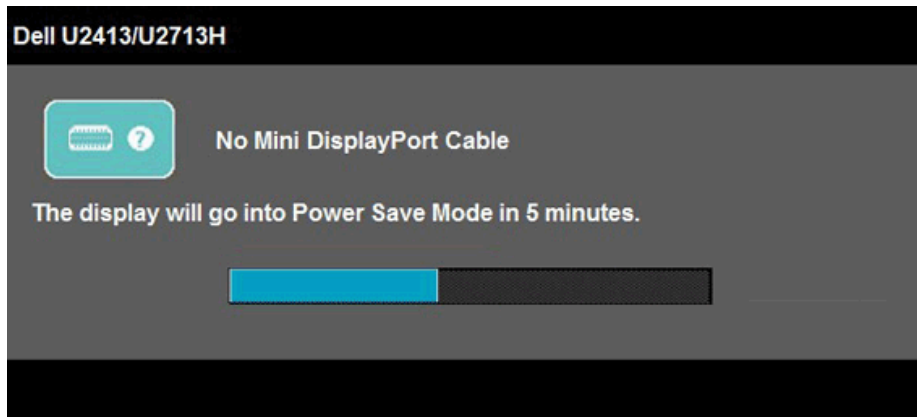 Dell U2413/U2713H
?
No Mini DisplayPort Cable
The display will go into Power Save Mode in 5 minutes.